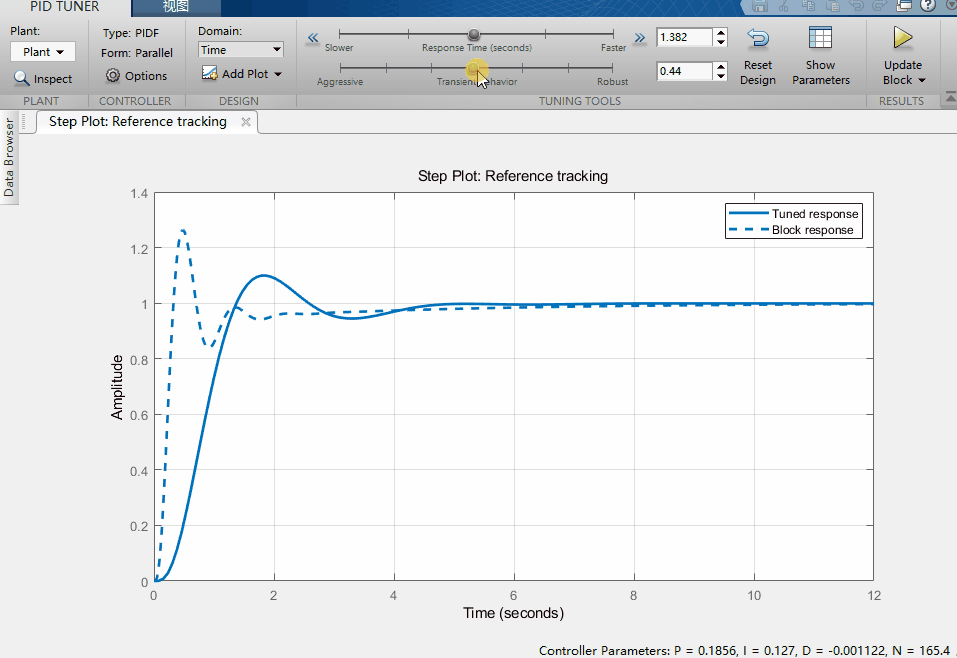 PID TUNER
视图
Plant:
Plant
Inspect
PLANT
Type: PIDF
Form: Parallel
Options
CONTROLLER
Domain:
Time
Add Plot
DESIGN
Slower
Response Time (seconds)
Faster
1.382
Aggressive
Transient Behavior
Robust
0.44
Reset
Design
Show
Parameters
TUNING TOOLS
Update
Block
RESULTS
Data Browser
Step Plot: Reference tracking
Step Plot: Reference tracking
Tuned response
Block response
Amplitude
1.4
1.2
1
0.8
0.6
0.4
0.2
0
0 2 4 6 8 10 12
Time (seconds)
Controller Parameters: P = 0.1856, I = 0.127, D = -0.001122, N = 165.4